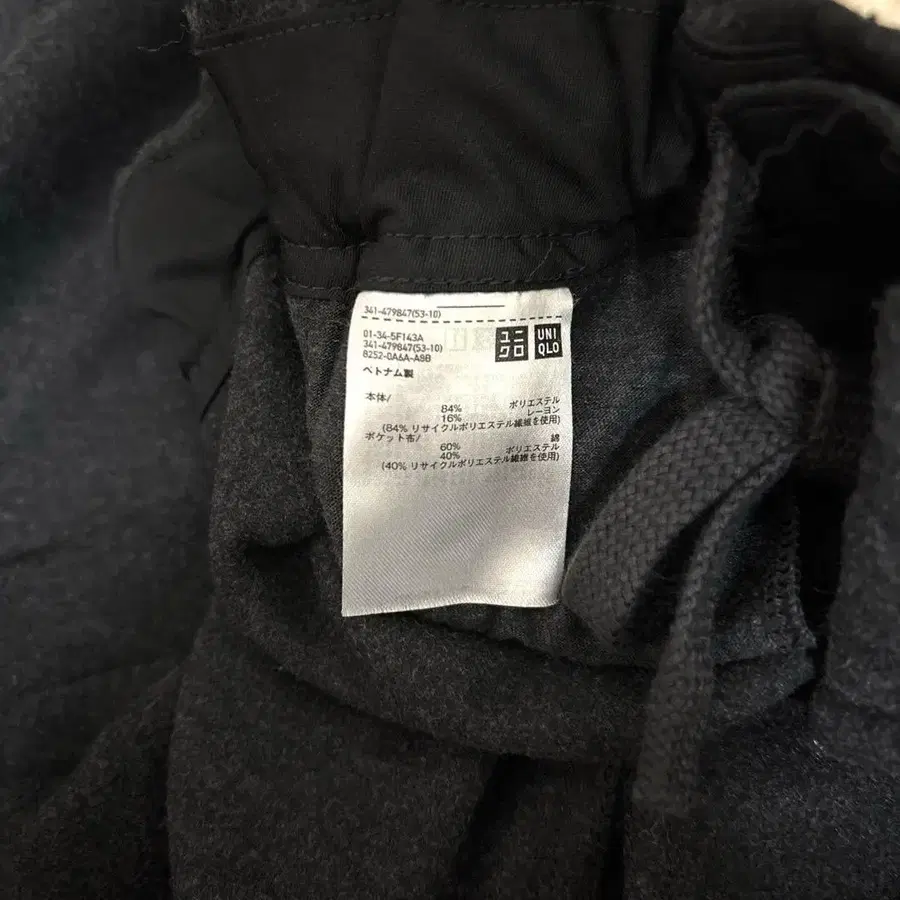 341-479847(53-10)
01-34-5F143A
341-479847(53-10)
8252-0A6A-A9B
ユニクロ
UNIQLO
ベトナム製
本体/
84% ポリエステル
16% レーヨン
(84% リサイクルポリエステル繊維を使用)
ポケット布/
60% 綿
40% ポリエステル
(40% リサイクルポリエステル繊維を使用)